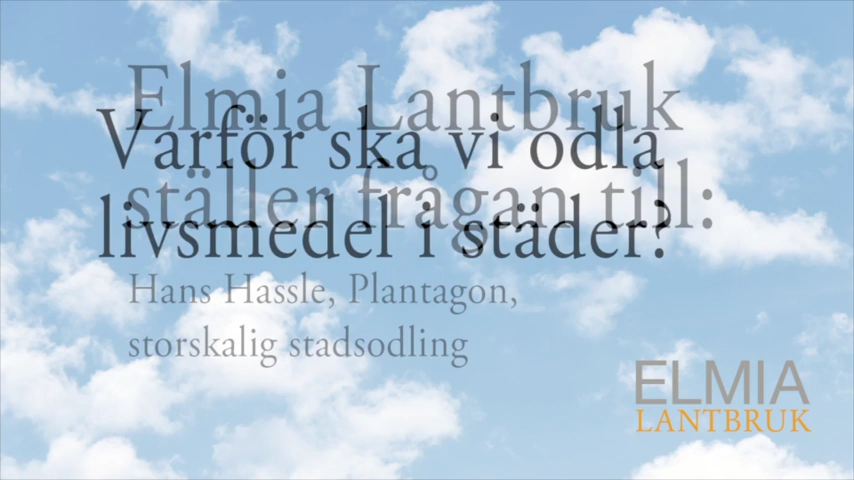 Elmia Lantbruk
ställer frågan till:
Varför ska vi odla
livsmedel i städer?
Hans Hassle, Plantagon,
storskalig stadsodling
ELMIA
LANTBRUK